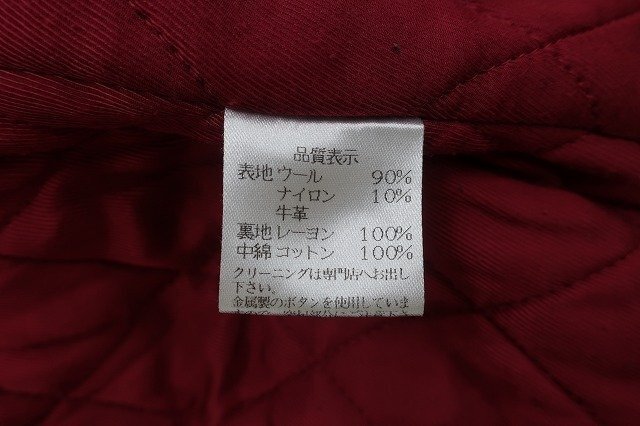 品質表示
表地 ウール 90%
ナイロン 10%
牛革
裏地 レーヨン 100%
中綿 コットン 100%
クリーニングは専門店へお出し
下さい。
金属製のボタンを使用していま